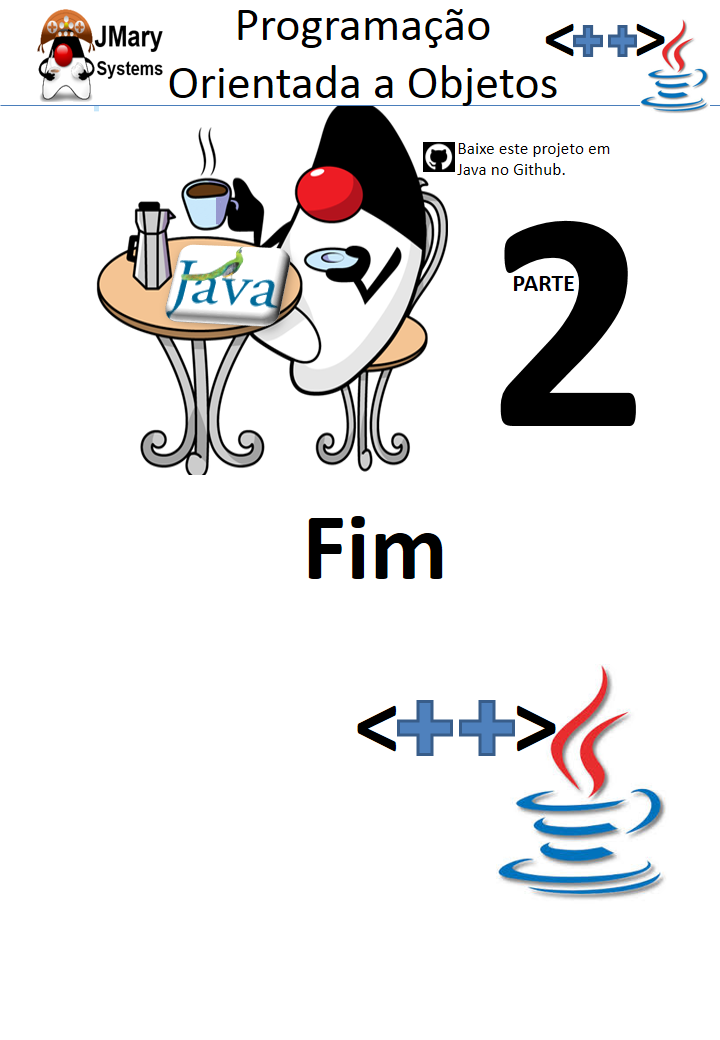 JMary
Systems
Programação
Orientada a Objetos
<++>
Baixe este projeto em
Java no Github.
Java
PARTE
2
Fim
<++>